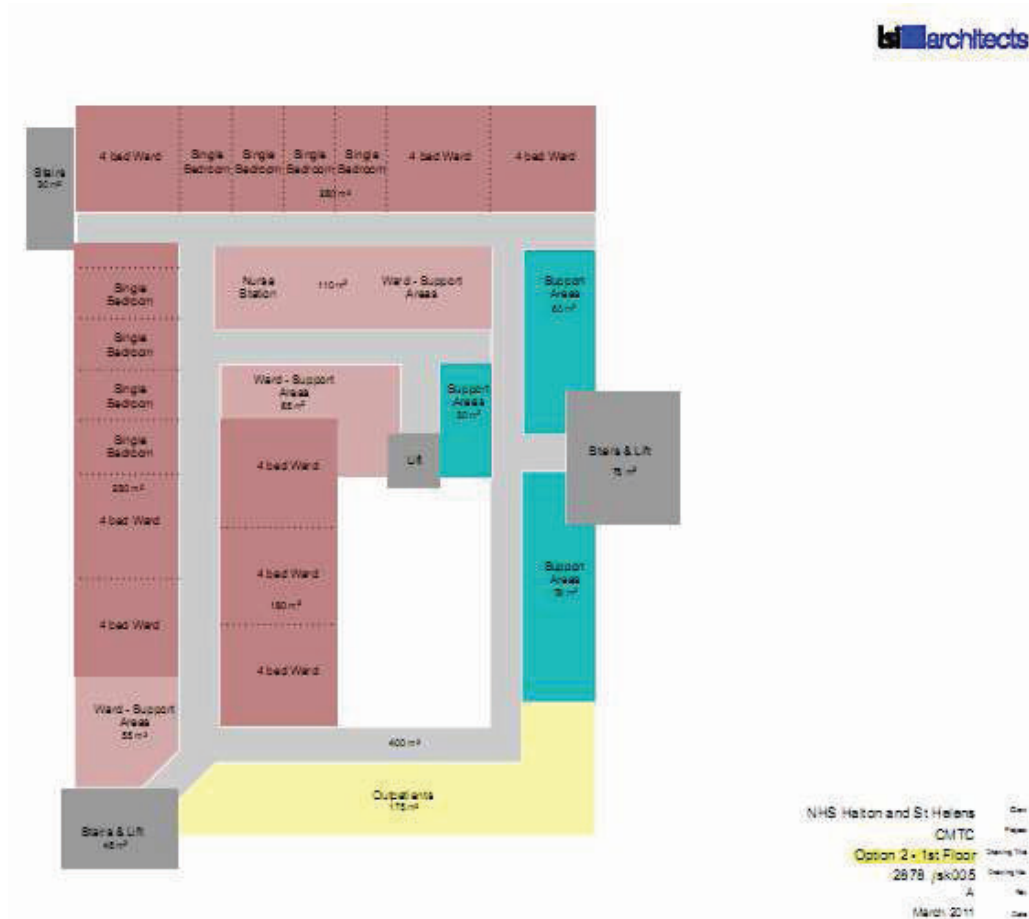 lsi architects
4 bed Ward
Single
Bedroom
Single
Bedroom
Single
Bedroom
Single
Bedroom
4 bed Ward
4 bed Ward
Stairs
30 m²
Nurse
Station
110 m²
Ward - Support
Areas
Support
Areas
Single
Bedroom
Single
Bedroom
Single
Bedroom
Single
Bedroom
4 bed Ward
4 bed Ward
Ward - Support
Areas
Support
Areas
Lift
4 bed Ward
4 bed Ward
4 bed Ward
Stairs & Lift
75 m²
Support
Areas
Ward - Support
Areas
400 m²
Outpatients
175 m²
Stairs & Lift
NHS Halton and St Helens
CMTC
Option 2 - 1st Floor
2878 /sk005
A
March 2011